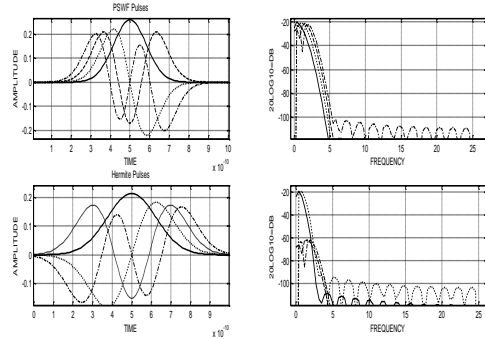 PSWF Pulses
AMPLITUDE
0.2
0.1
0
-0.1
-0.2
1 2 3 4 5 6 7 8 9 10
TIME
x 10⁻¹⁰
20LOG10=DB
-20
-40
-60
-80
-100
0 5 10 15 20 25
FREQUENCY
Hermite Pulses
AMPLITUDE
0.2
0.1
0
-0.1
1 2 3 4 5 6 7 8 9
TIME
x 10⁻¹⁰
20LOG10=DB
-20
-40
-60
-80
-100
0 5 10 15 20 25
FREQUENCY